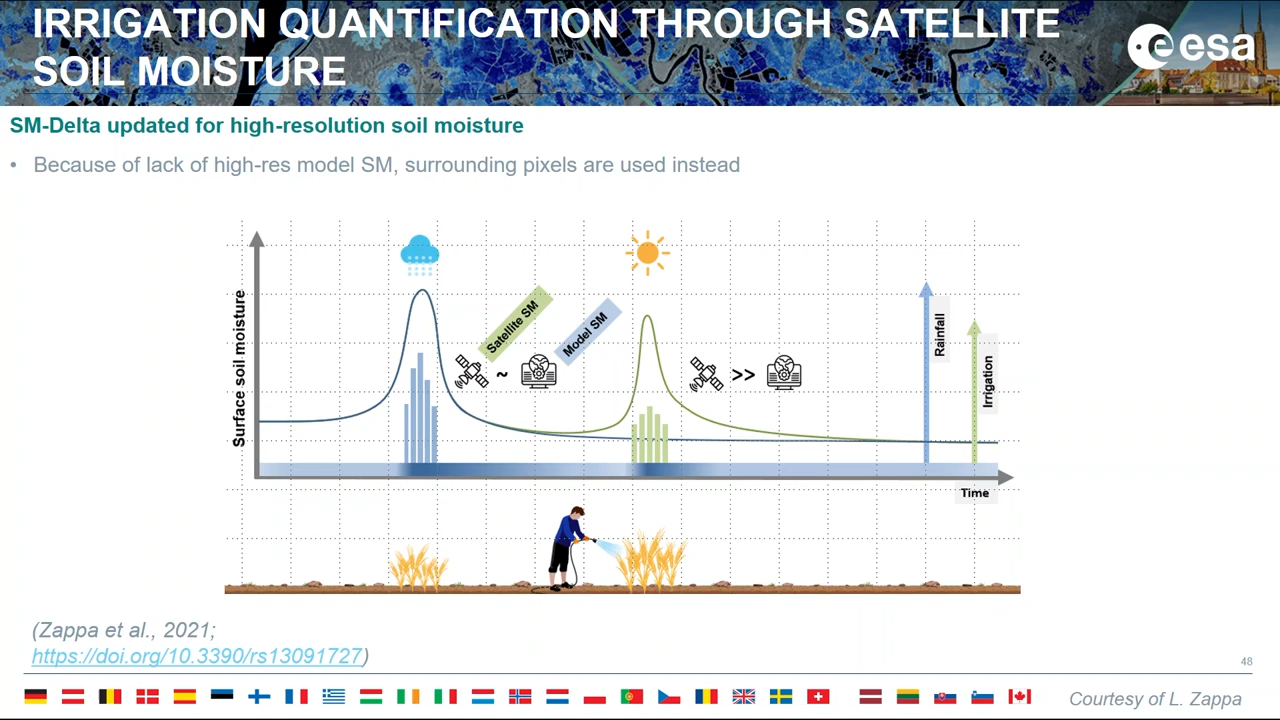 IRRIGATION QUANTIFICATION THROUGH SATELLITE
SOIL MOISTURE
esa
SM-Delta updated for high-resolution soil moisture
• Because of lack of high-res model SM, surrounding pixels are used instead
Surface soil moisture
Satellite SM
Model SM
~
>>
Rainfall
Irrigation
Time
(Zappa et al., 2021;
https://doi.org/10.3390/rs13091727)
48
Courtesy of L. Zappa